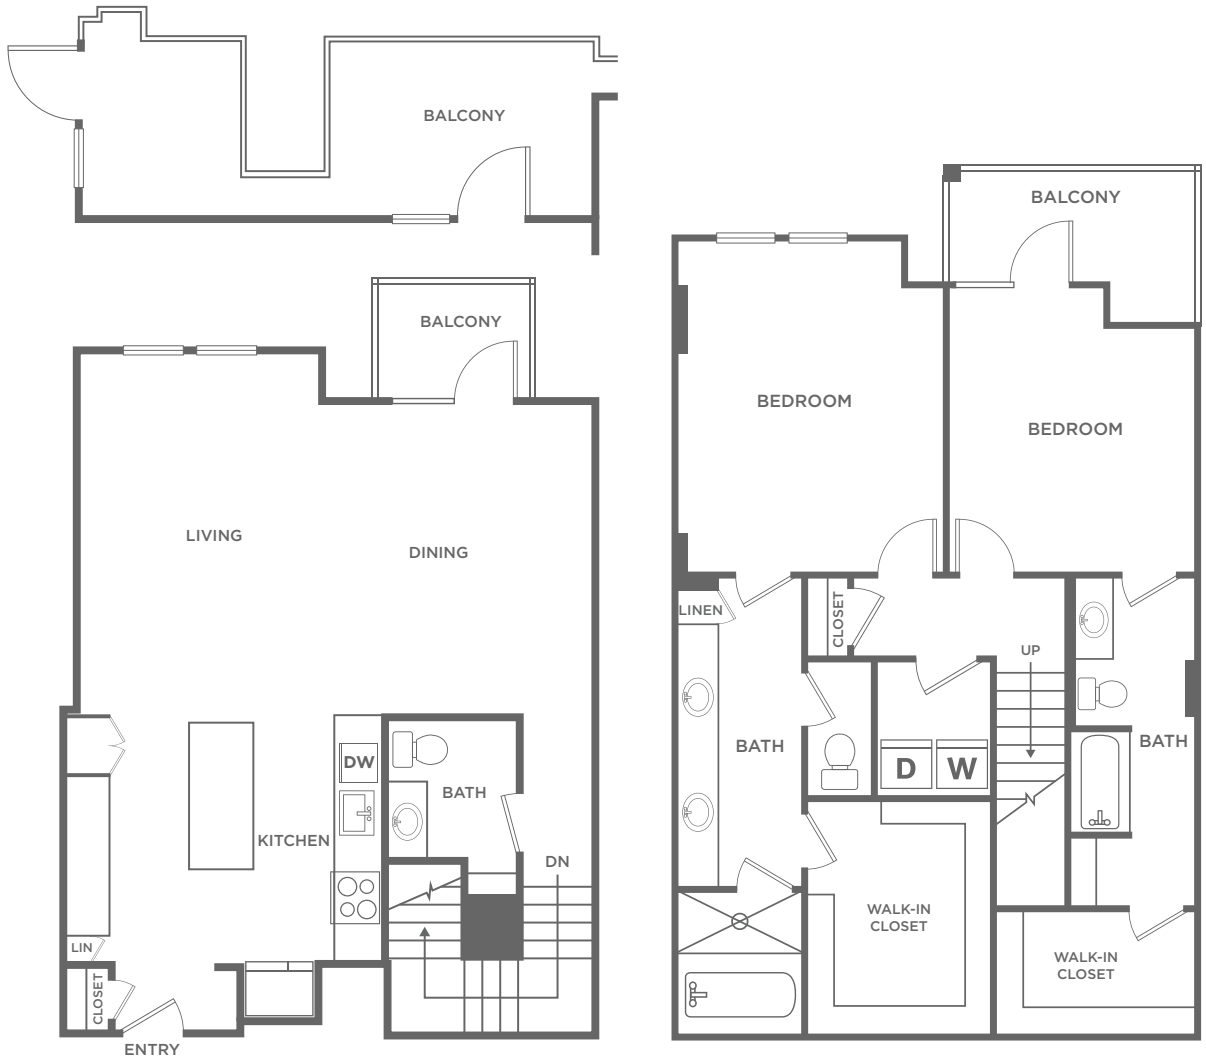 BALCONY
BALCONY
LIVING
DINING
DW
BATH
KITCHEN
DN
LIN
CLOSET
ENTRY
BALCONY
BEDROOM
BEDROOM
LINEN
CLOSET
UP
BATH
D
W
BATH
WALK-IN
CLOSET
WALK-IN
CLOSET